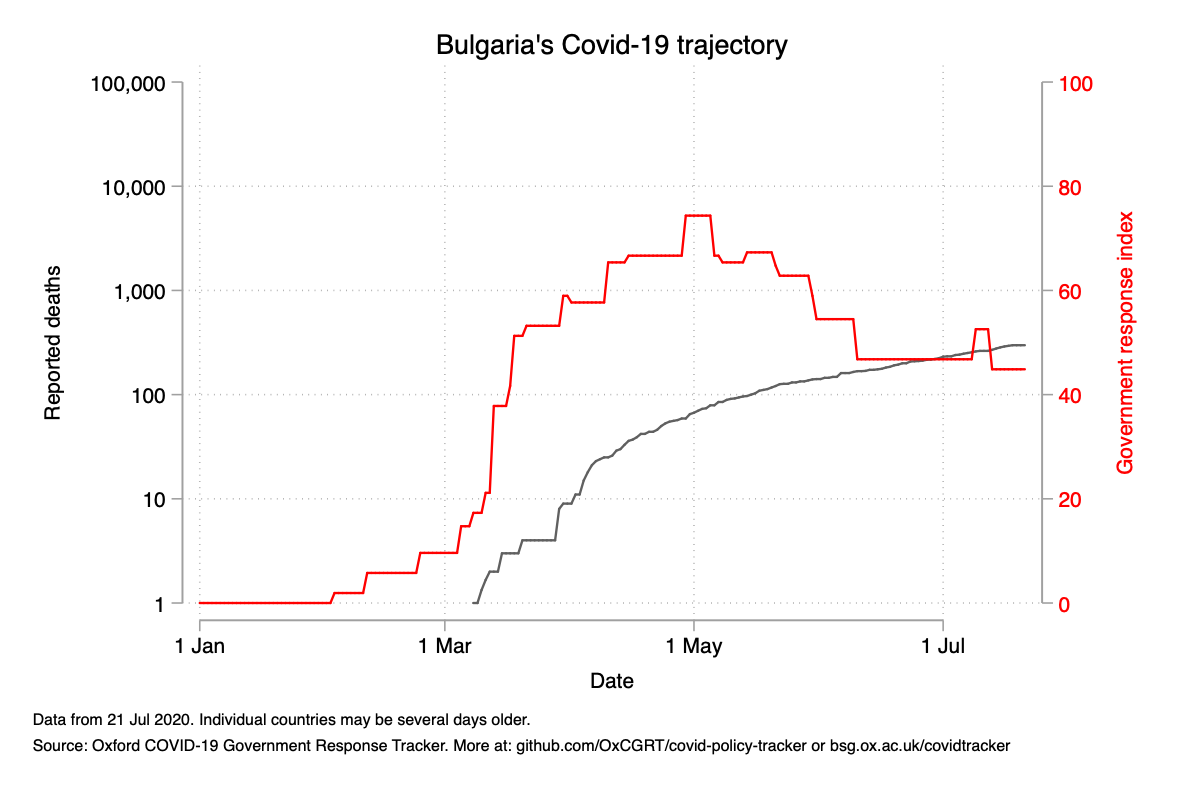 Bulgaria's Covid-19 trajectory
100,000
10,000
1,000
100
10
1
Reported deaths
100
80
60
40
20
0
Government response index
1 Jan
1 Mar
1 May
1 Jul
Date
Data from 21 Jul 2020. Individual countries may be several days older.
Source: Oxford COVID-19 Government Response Tracker. More at: github.com/OxCGRT/covid-policy-tracker or bsg.ox.ac.uk/covidtracker